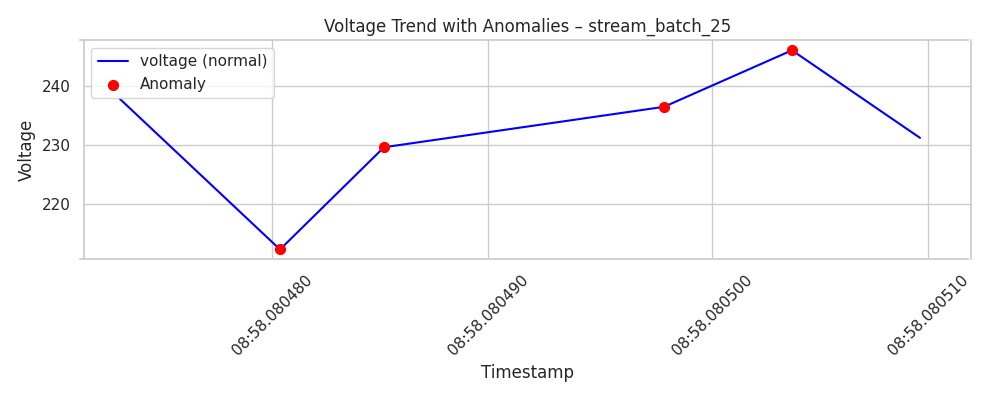 Voltage Trend with Anomalies – stream_batch_25
voltage (normal)
Anomaly
Voltage
240
230
220
08:58.080480
08:58.080490
08:58.080500
08:58.080510
Timestamp